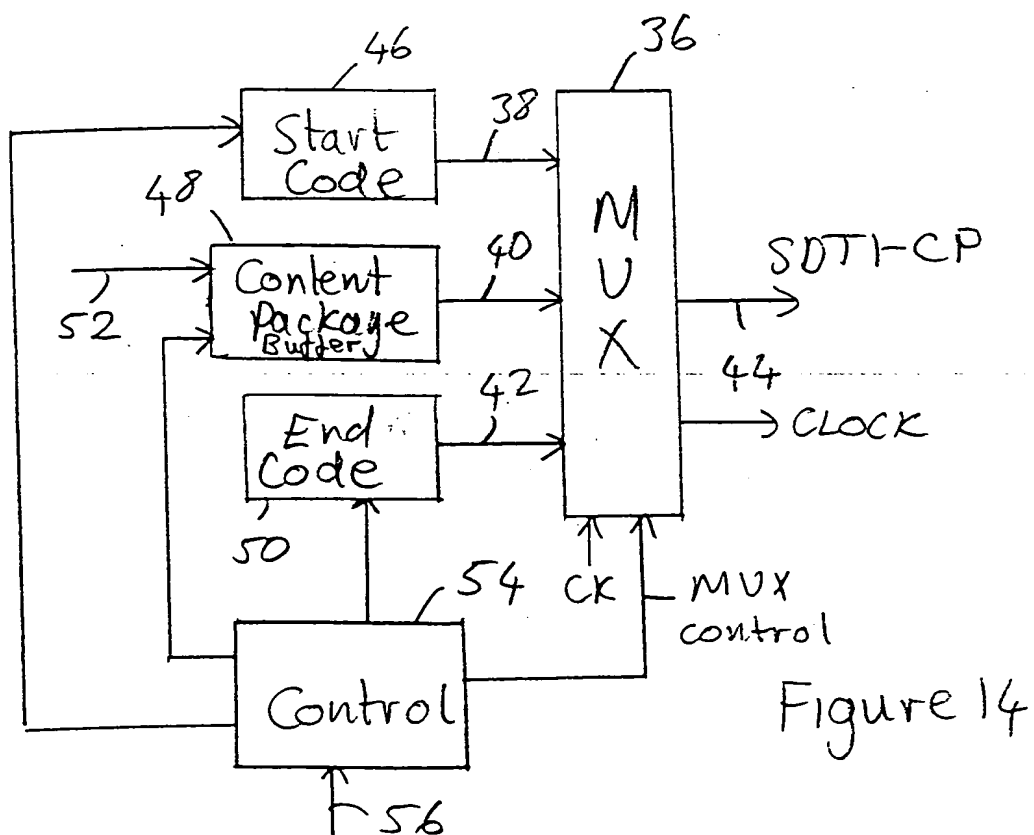 46
36
Start
Code
38
48
MUX
Content
Package
Buffer
40
SDTI-CP
52
44
42
CLOCK
End
Code
50
54
CK
MUX
control
Control
Figure 14
56